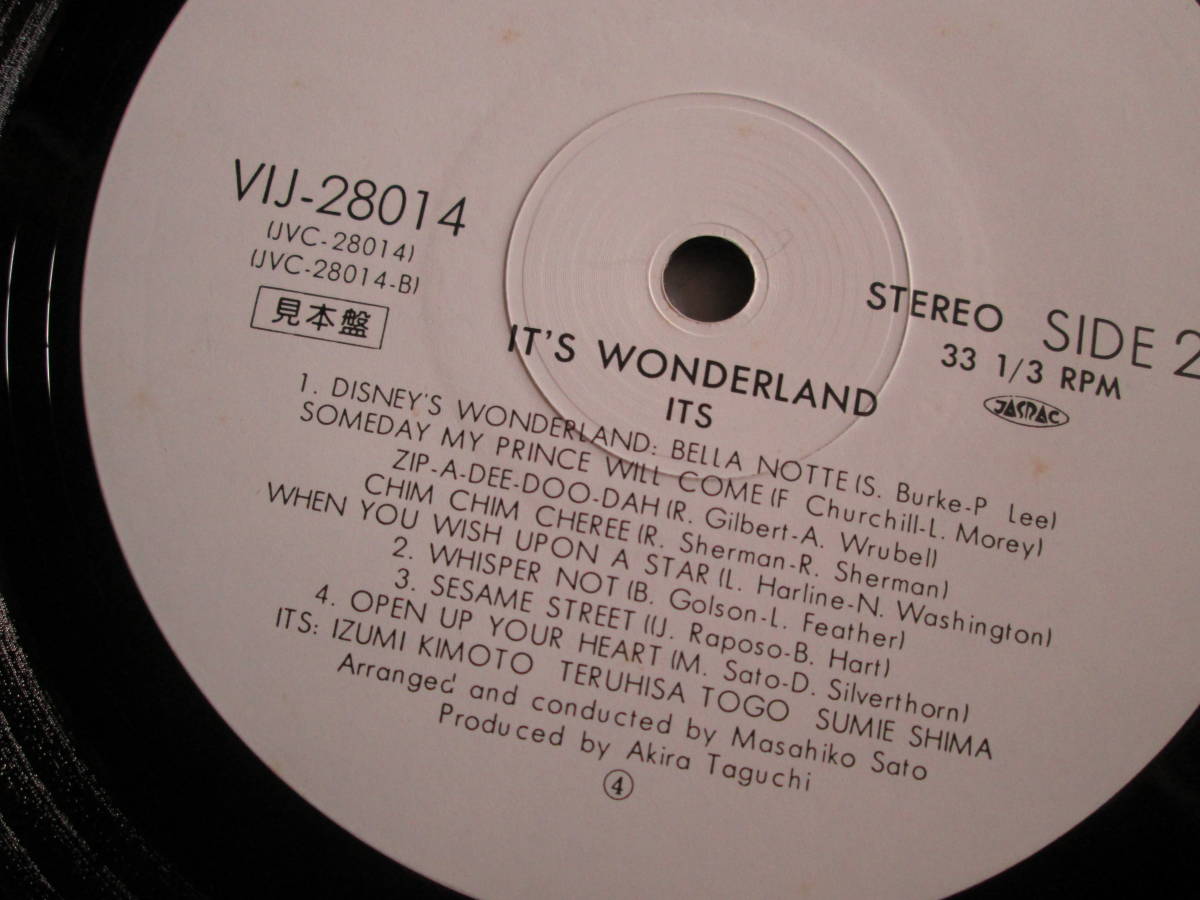 VIJ-28014
(JVC-28014)
(JVC-28014-B)
見本盤
STEREO SIDE 2
33 1/3 RPM
JASRAC
IT'S WONDERLAND
ITS
1. DISNEY'S WONDERLAND: BELLA NOTTE (S. Burke-P Lee)
SOMEDAY MY PRINCE WILL COME (F Churchill-L. Morey)
ZIP-A-DEE-DOO-DAH (R. Gilbert-A. Wrubell)
CHIM CHIM CHEREE (R. Sherman-R. Sherman)
WHEN YOU WISH UPON A STAR (L. Harline-N. Washington)
2. WHISPER NOT (B. Golson-L. Feather)
3. SESAME STREET ((J. Raposo-B. Hart)
4. OPEN UP YOUR HEART (M. Sato-D. Silverthorn)
ITS: IZUMI KIMOTO TERUHISA TOGO SUMIE SHIMA
Arranged and conducted by Masahiko Sato
Produced by Akira Taguchi
④